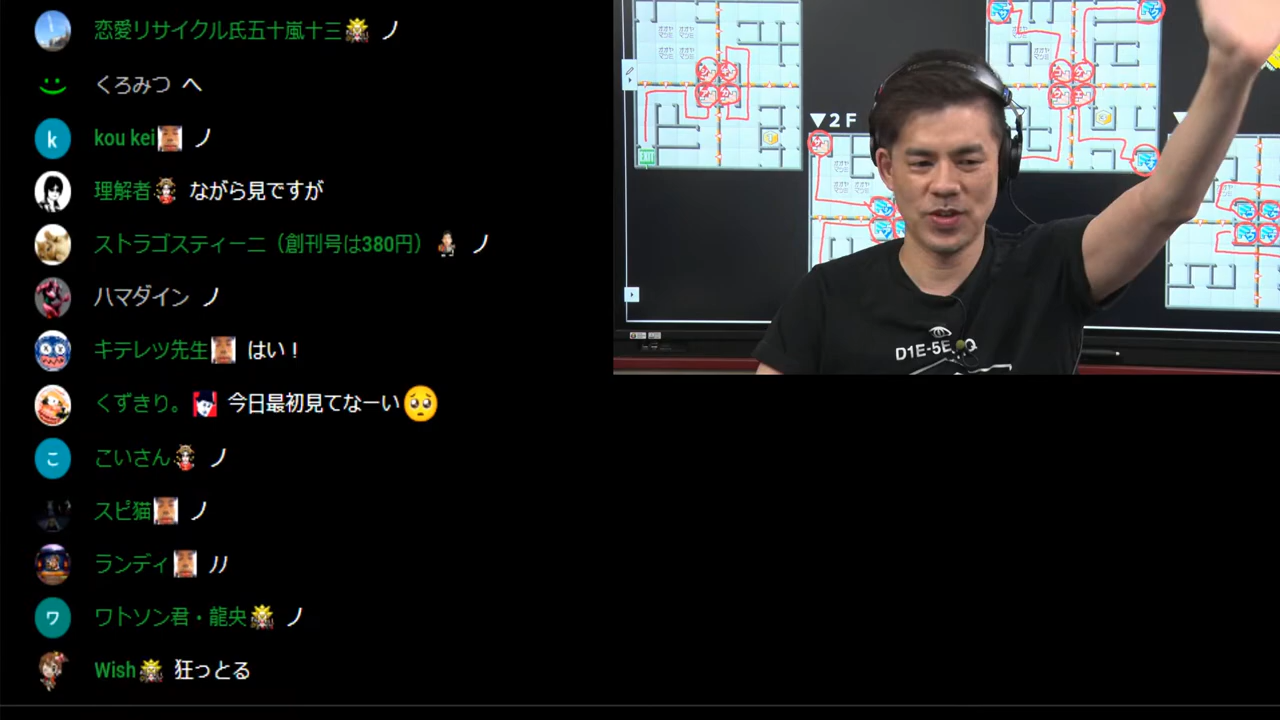 恋愛リサイクル氏五十嵐十三 ノ
くろみつ へ
kou kei ノ
理解者 ながら見ですが
ストラゴスティーニ（創刊号は380円） ノ
ハマダイン ノ
キテレツ先生 はい！
くずきり。 今日最初見てなーい
こいさん ノ
スピ猫 ノ
ランディ ノノ
ワトソン君・龍央 ノ
Wish 狂っとる
k
こ
ワ
EXIT
▼2F
▼
D1E-5E